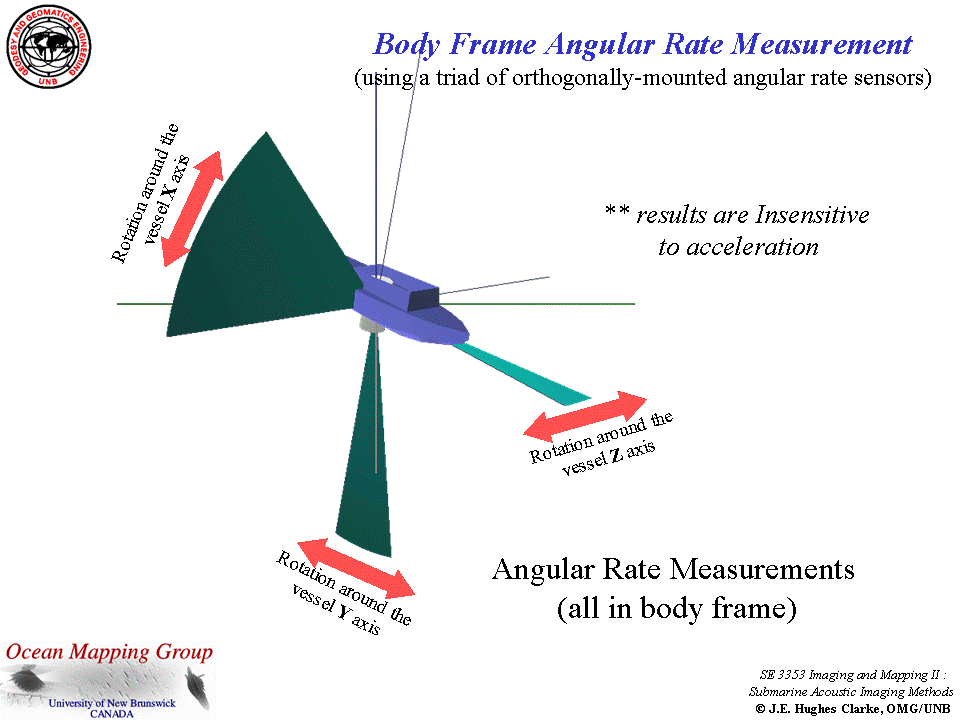 GEODESY AND GEOMATICS ENGINEERING
UNB
Body Frame Angular Rate Measurement
(using a triad of orthogonally-mounted angular rate sensors)
Rotation around the
vessel X axis
** results are Insensitive
to acceleration
Rotation around the
vessel Z axis
Rotation around the
vessel Y axis
Angular Rate Measurements
(all in body frame)
Ocean Mapping Group
University of New Brunswick
CANADA
SE 3353 Imaging and Mapping II :
Submarine Acoustic Imaging Methods
© J.E. Hughes Clarke, OMG/UNB